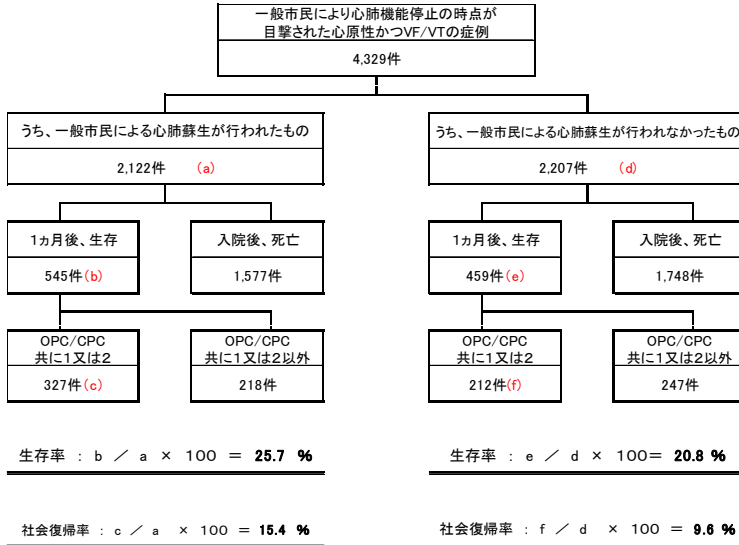 一般市民により心肺機能停止の時点が
目撃された心原性かつVF/VTの症例
4,329件
うち、一般市民による心肺蘇生が行われたもの
2,122件 (a)
うち、一般市民による心肺蘇生が行われなかったもの
2,207件 (d)
1ヵ月後、生存
545件(b)
入院後、死亡
1,577件
1ヵ月後、生存
459件(e)
入院後、死亡
1,748件
OPC/CPC
共に1又は2
327件(c)
OPC/CPC
共に1又は2以外
218件
OPC/CPC
共に1又は2
212件(f)
OPC/CPC
共に1又は2以外
247件
生存率 : b / a × 100 = 25.7 %
生存率 : e / d × 100= 20.8 %
社会復帰率 : c / a × 100 = 15.4 %
社会復帰率 : f / d × 100 = 9.6 %